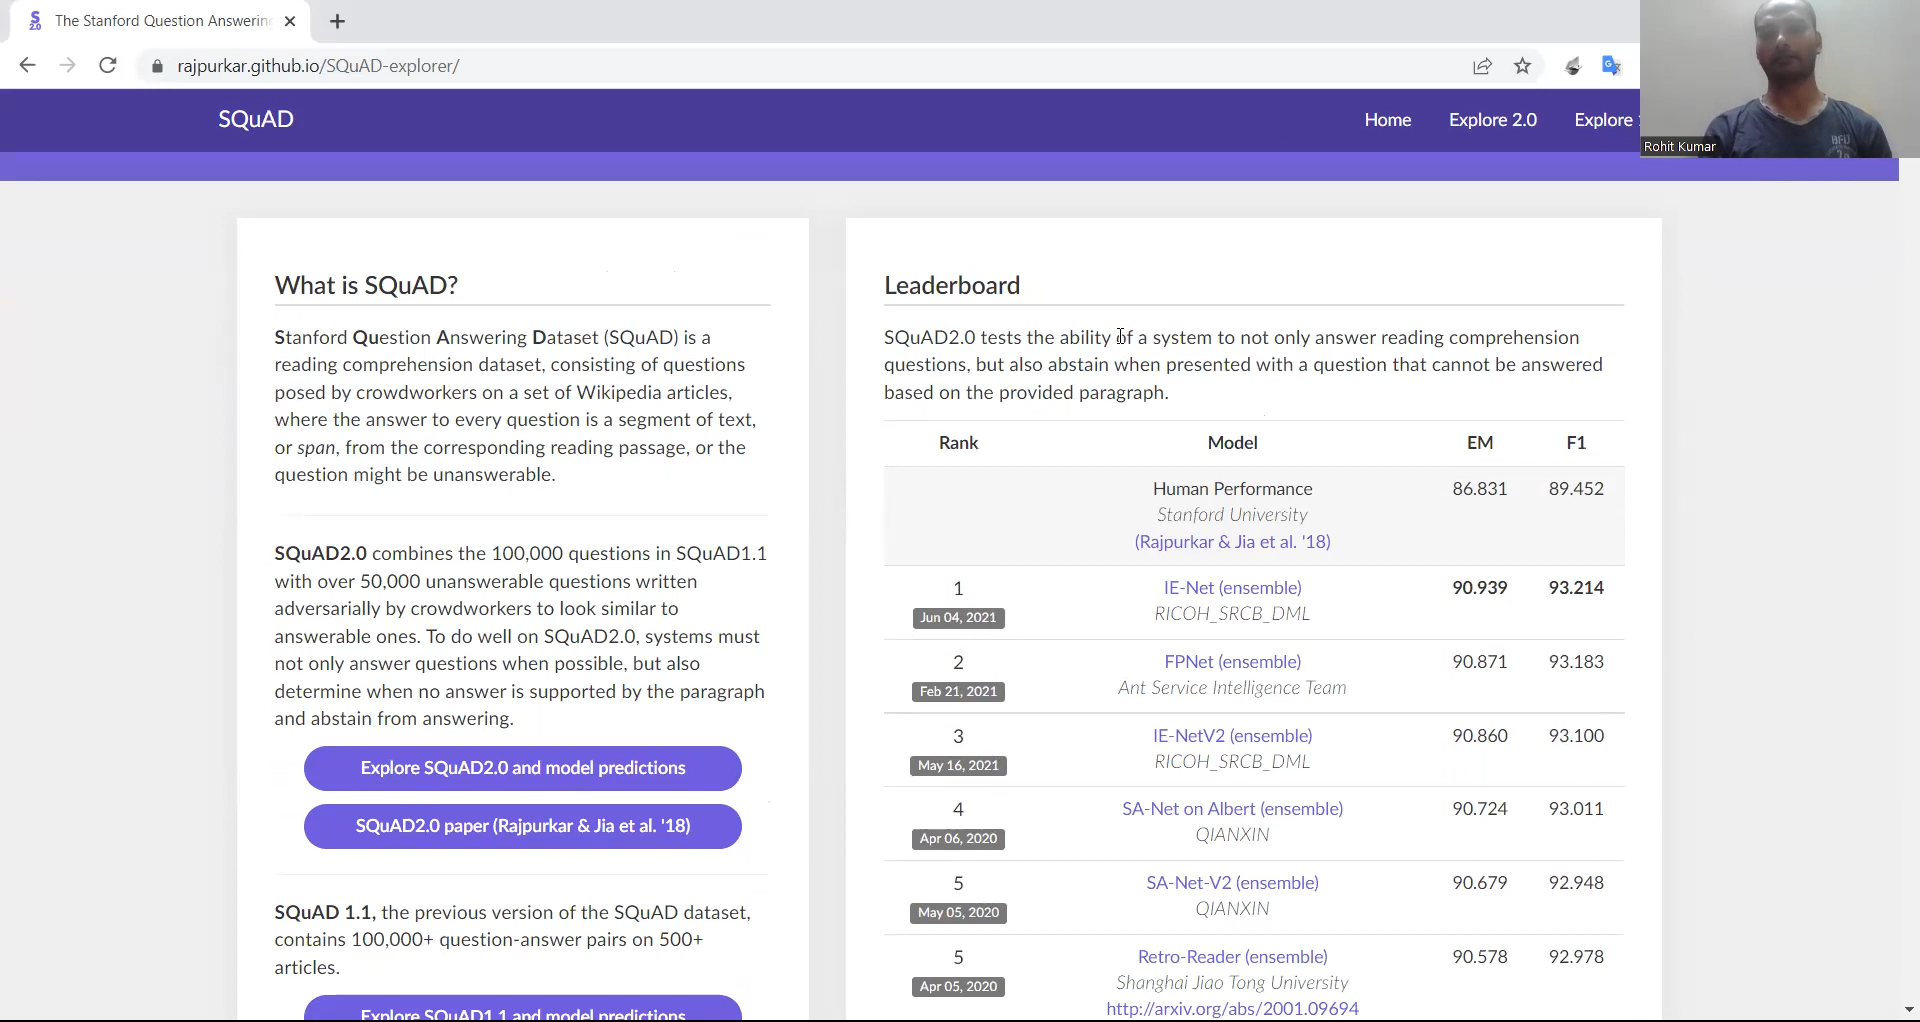 The Stanford Question Answerin
rajpurkar.github.io/SQuAD-explorer/
SQuAD
Home
Explore 2.0
Explore
Rohit Kumar
What is SQuAD?
Stanford Question Answering Dataset (SQuAD) is a
reading comprehension dataset, consisting of questions
posed by crowdworkers on a set of Wikipedia articles,
where the answer to every question is a segment of text,
or span, from the corresponding reading passage, or the
question might be unanswerable.
SQuAD2.0 combines the 100,000 questions in SQuAD1.1
with over 50,000 unanswerable questions written
adversarially by crowdworkers to look similar to
answerable ones. To do well on SQuAD2.0, systems must
not only answer questions when possible, but also
determine when no answer is supported by the paragraph
and abstain from answering.
Explore SQuAD2.0 and model predictions
SQuAD2.0 paper (Rajpurkar & Jia et al. '18)
SQuAD 1.1, the previous version of the SQuAD dataset,
contains 100,000+ question-answer pairs on 500+
articles.
Explore SQuAD1.1 and model predictions
Leaderboard
SQuAD2.0 tests the ability of a system to not only answer reading comprehension
questions, but also abstain when presented with a question that cannot be answered
based on the provided paragraph.
Rank Model EM F1
Human Performance 86.831 89.452
Stanford University
(Rajpurkar & Jia et al. '18)
1 IE-Net (ensemble) 90.939 93.214
Jun 04, 2021 RICOH_SRCB_DML
2 FPNet (ensemble) 90.871 93.183
Feb 21, 2021 Ant Service Intelligence Team
3 IE-NetV2 (ensemble) 90.860 93.100
May 16, 2021 RICOH_SRCB_DML
4 SA-Net on Albert (ensemble) 90.724 93.011
Apr 06, 2020 QIANXIN
5 SA-Net-V2 (ensemble) 90.679 92.948
May 05, 2020 QIANXIN
5 Retro-Reader (ensemble) 90.578 92.978
Apr 05, 2020 Shanghai Jiao Tong University
http://arxiv.org/abs/2001.09694